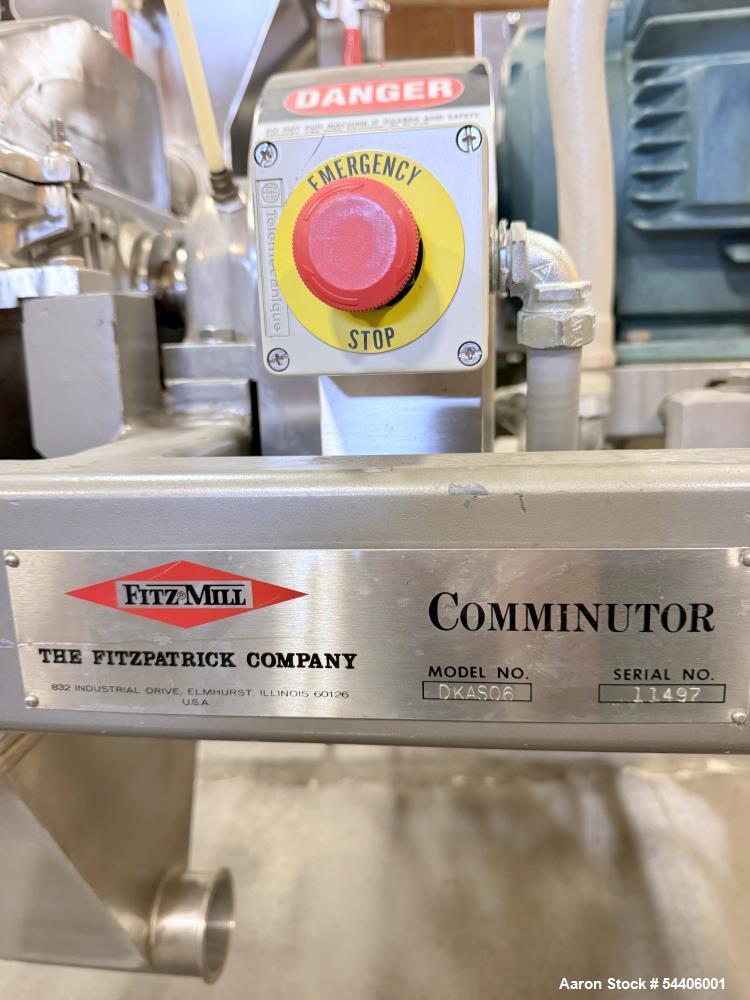 DANGER
EMERGENCY
STOP
Telemecanique
FITZ®MILL
COMMINUTOR
THE FITZPATRICK COMPANY
832 INDUSTRIAL DRIVE, ELMHURST, ILLINOIS 60126
U.S.A.
MODEL NO.
SERIAL NO.
DKASO6
11497
Aaron Stock # 54406001